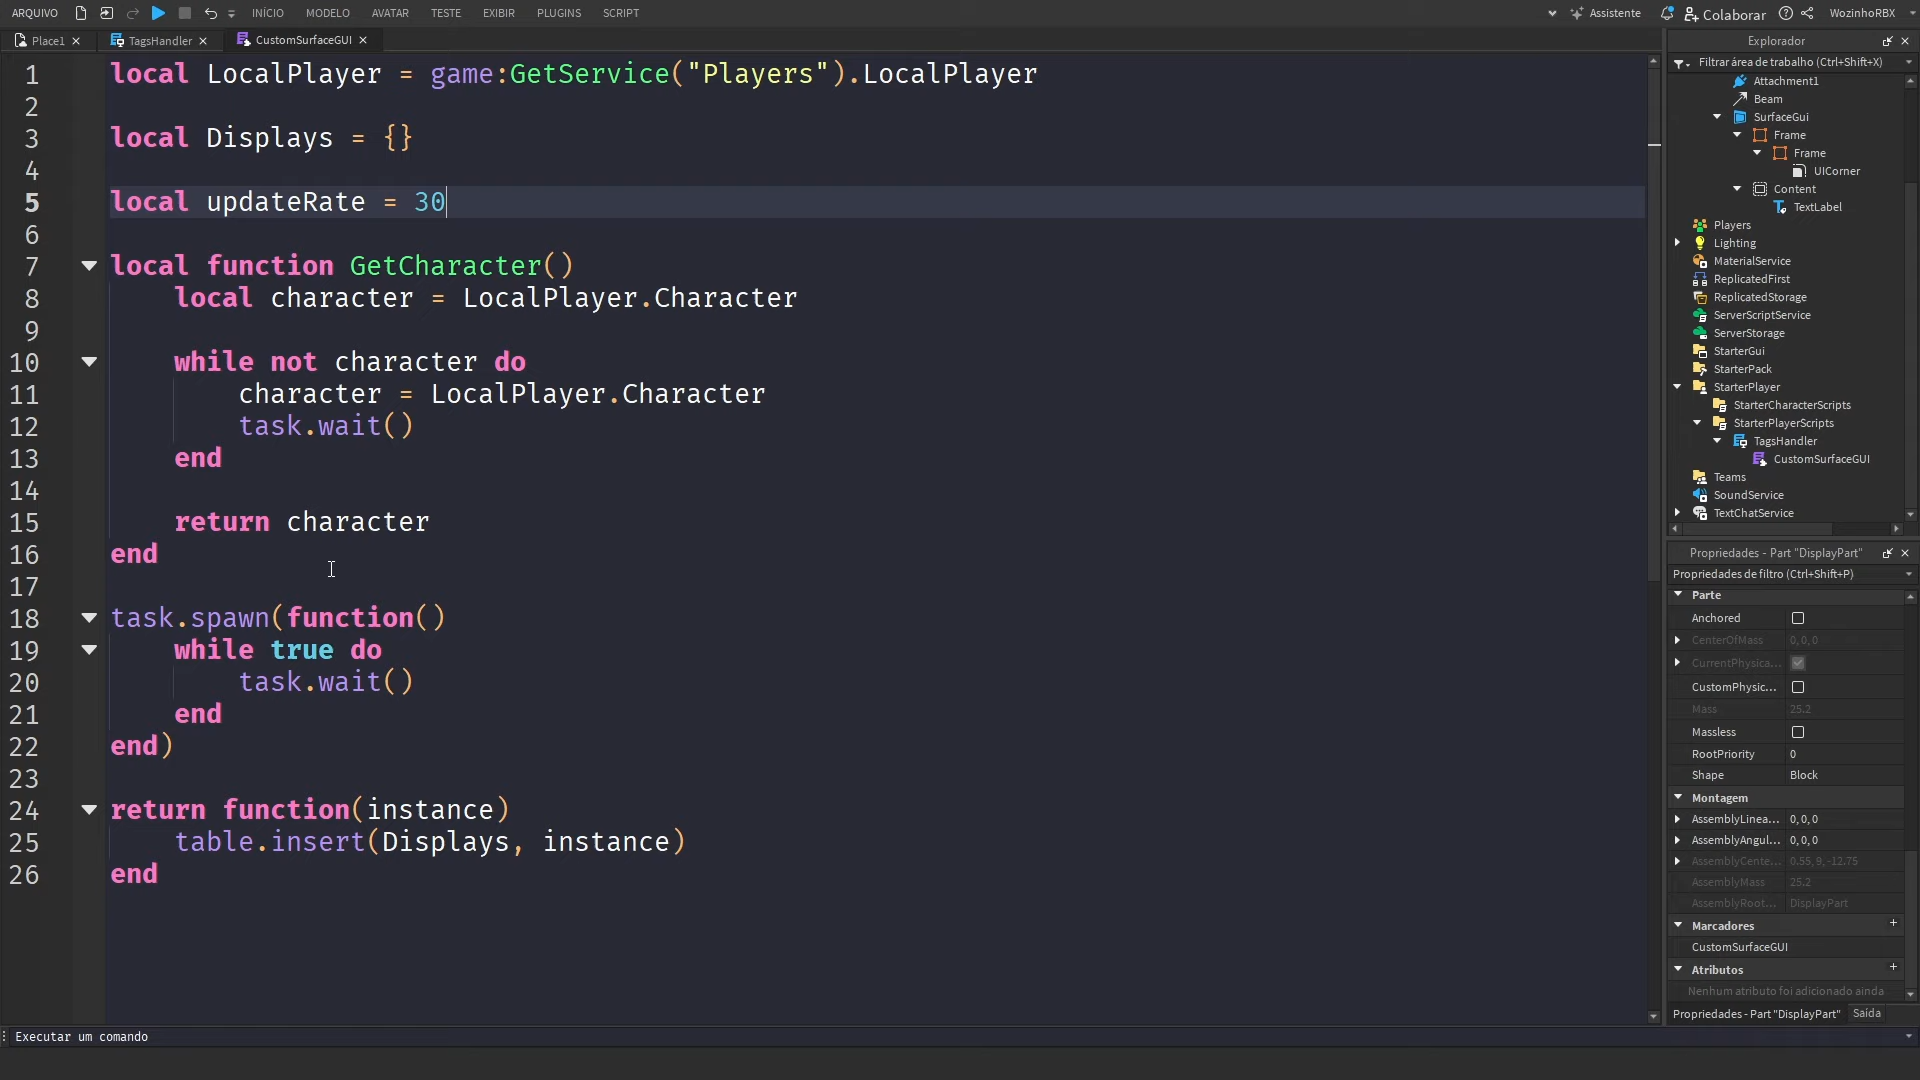 ARQUIVO INÍCIO MODELO AVATAR TESTE EXIBIR PLUGINS SCRIPT Assistente Colaborar WozinhoRBX
Place1 TagsHandler CustomSurfaceGUI
1 local LocalPlayer = game:GetService("Players").LocalPlayer
2
3 local Displays = {}
4
5 local updateRate = 30
6
7 local function GetCharacter()
8 local character = LocalPlayer.Character
9
10 while not character do
11 character = LocalPlayer.Character
12 task.wait()
13 end
14
15 return character
16 end
17
18 task.spawn(function()
19 while true do
20 task.wait()
21 end
22 end)
23
24 return function(instance)
25 table.insert(Displays, instance)
26 end
Explorador
Filtrar área de trabalho (Ctrl+Shift+X)
Attachment1
Beam
SurfaceGui
Frame
Frame
UICorner
Content
TextLabel
Players
Lighting
MaterialService
ReplicatedFirst
ReplicatedStorage
ServerScriptService
ServerStorage
StarterGui
StarterPack
StarterPlayer
StarterCharacterScripts
StarterPlayerScripts
TagsHandler
CustomSurfaceGUI
Teams
SoundService
TextChatService
Propriedades - Part "DisplayPart"
Propriedades de filtro (Ctrl+Shift+P)
Parte
Anchored
CenterOfMass 0, 0, 0
CurrentPhysica...
CustomPhysic...
Mass 25.2
Massless
RootPriority 0
Shape Block
Montagem
AssemblyLinea... 0, 0, 0
AssemblyAngul... 0, 0, 0
AssemblyCente... 0.55, 9, -12.75
AssemblyMass 25.2
AssemblyRoot... DisplayPart
Marcadores +
CustomSurfaceGUI
Atributos +
Nenhum atributo foi adicionado ainda
Propriedades - Part "DisplayPart" Saída
Executar um comando